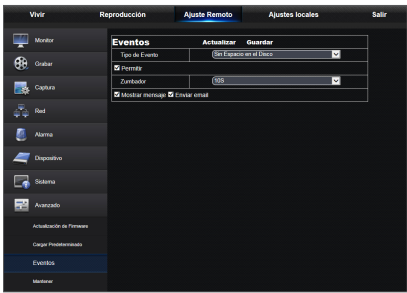 Vivir Reproducción Ajuste Remoto Ajustes locales Salir
Monitor
Grabar
Captura
Red
Alarma
Dispositivo
Sistema
Avanzado
Actualización de Firmware
Cargar Predeterminado
Eventos
Mantener
Eventos Actualizar Guardar
Tipo de Evento Sin Espacio en el Disco
Permitir
Zumbador 10S
Mostrar mensaje Enviar email